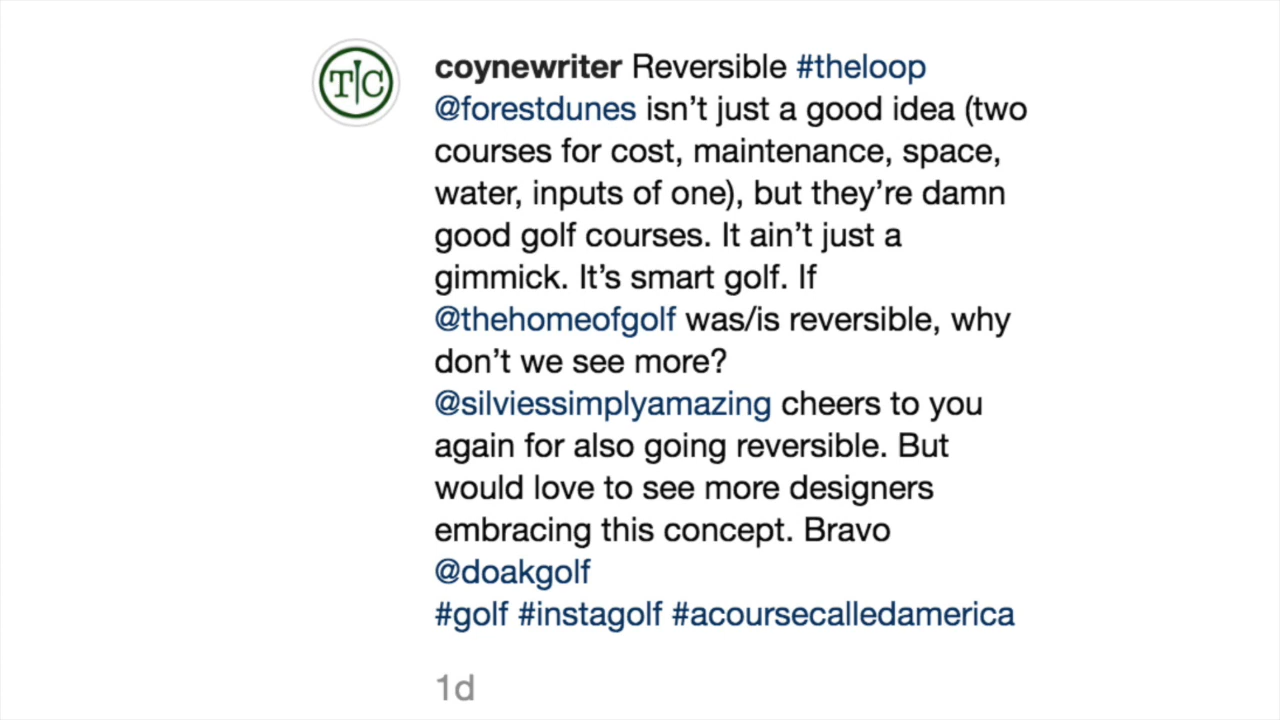 T|C
coynewriter Reversible #theloop
@forestdunes isn’t just a good idea (two
courses for cost, maintenance, space,
water, inputs of one), but they’re damn
good golf courses. It ain’t just a
gimmick. It’s smart golf. If
@thehomeofgolf was/is reversible, why
don’t we see more?
@silviessimplyamazing cheers to you
again for also going reversible. But
would love to see more designers
embracing this concept. Bravo
@doakgolf
#golf #instagolf #acoursecalledamerica
1d